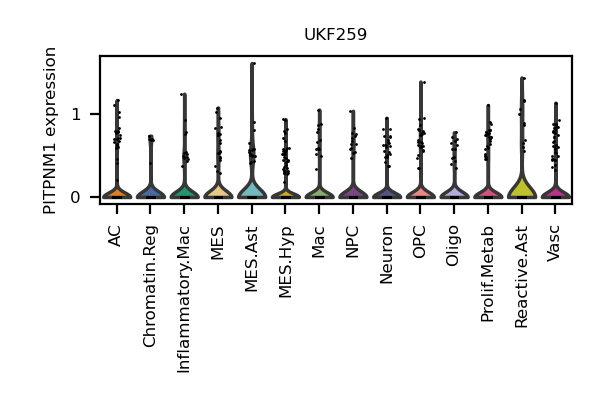 UKF259
PITPNM1 expression
1
0
AC
Chromatin.Reg
Inflammatory.Mac
MES
MES.Ast
MES.Hyp
Mac
NPC
Neuron
OPC
Oligo
Prolif.Metab
Reactive.Ast
Vasc